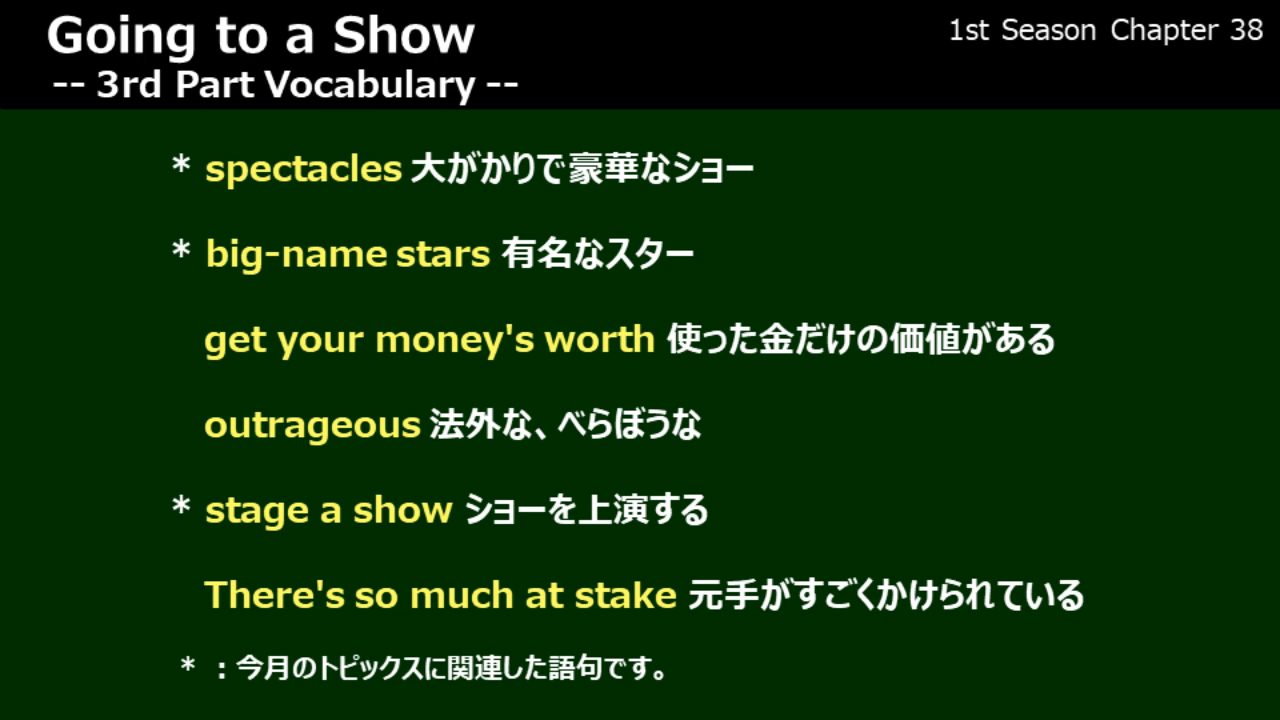 Going to a Show
1st Season Chapter 38
-- 3rd Part Vocabulary --
* spectacles 大がかりで豪華なショー
* big-name stars 有名なスター
get your money's worth 使った金だけの価値がある
outrageous 法外な、べらぼうな
* stage a show ショーを上演する
There's so much at stake 元手がすごくかけられている
* : 今月のトピックスに関連した語句です。